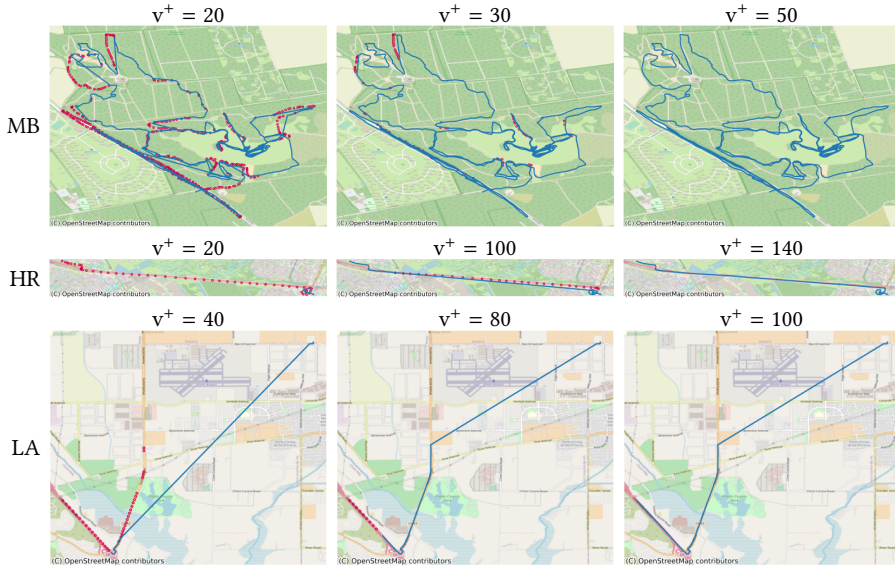 v⁺ = 20 v⁺ = 30 v⁺ = 50
MB
(C) OpenStreetMap contributors (C) OpenStreetMap contributors (C) OpenStreetMap contributors
v⁺ = 20 v⁺ = 100 v⁺ = 140
HR
(C) OpenStreetMap contributors (C) OpenStreetMap contributors (C) OpenStreetMap contributors
v⁺ = 40 v⁺ = 80 v⁺ = 100
LA
(C) OpenStreetMap contributors (C) OpenStreetMap contributors (C) OpenStreetMap contributors